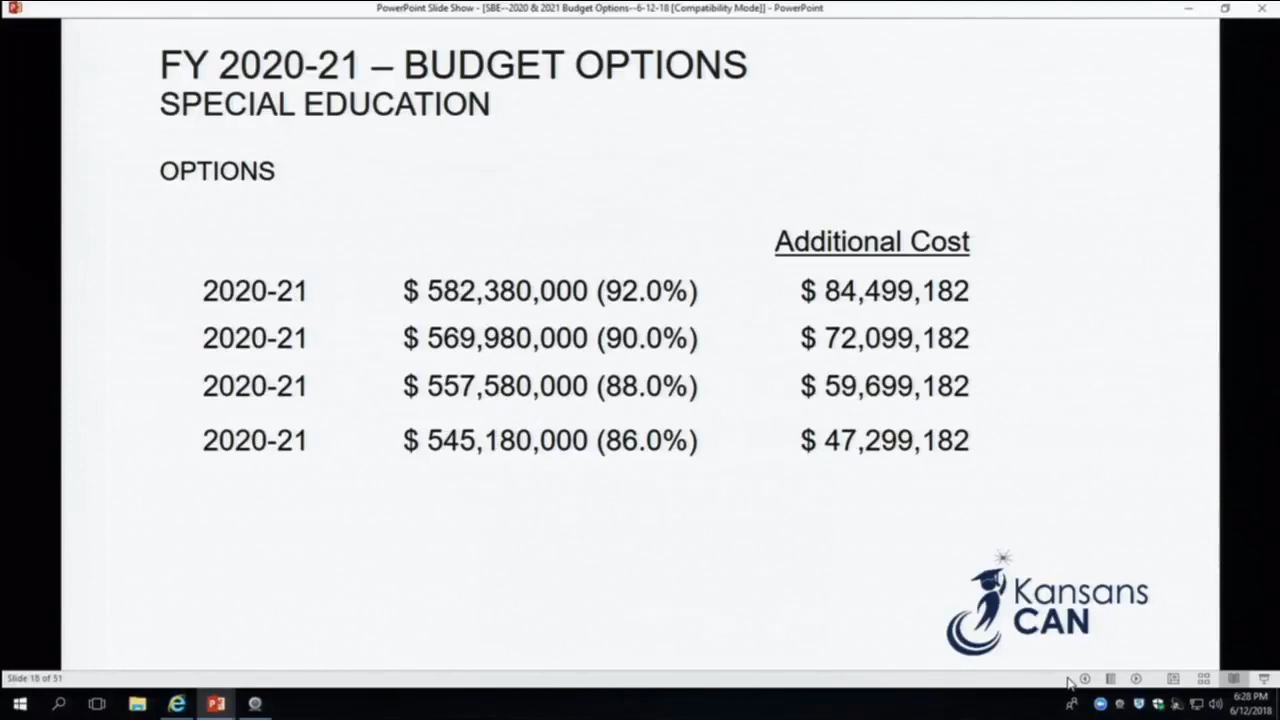 PowerPoint Slide Show - [SBE--2020 & 2021 Budget Options--6-12-18 [Compatibility Mode]] - PowerPoint
FY 2020-21 – BUDGET OPTIONS
SPECIAL EDUCATION
OPTIONS
Additional Cost
2020-21 $ 582,380,000 (92.0%) $ 84,499,182
2020-21 $ 569,980,000 (90.0%) $ 72,099,182
2020-21 $ 557,580,000 (88.0%) $ 59,699,182
2020-21 $ 545,180,000 (86.0%) $ 47,299,182
Kansans
CAN
Slide 18 of 51
6:28 PM
6/12/2018